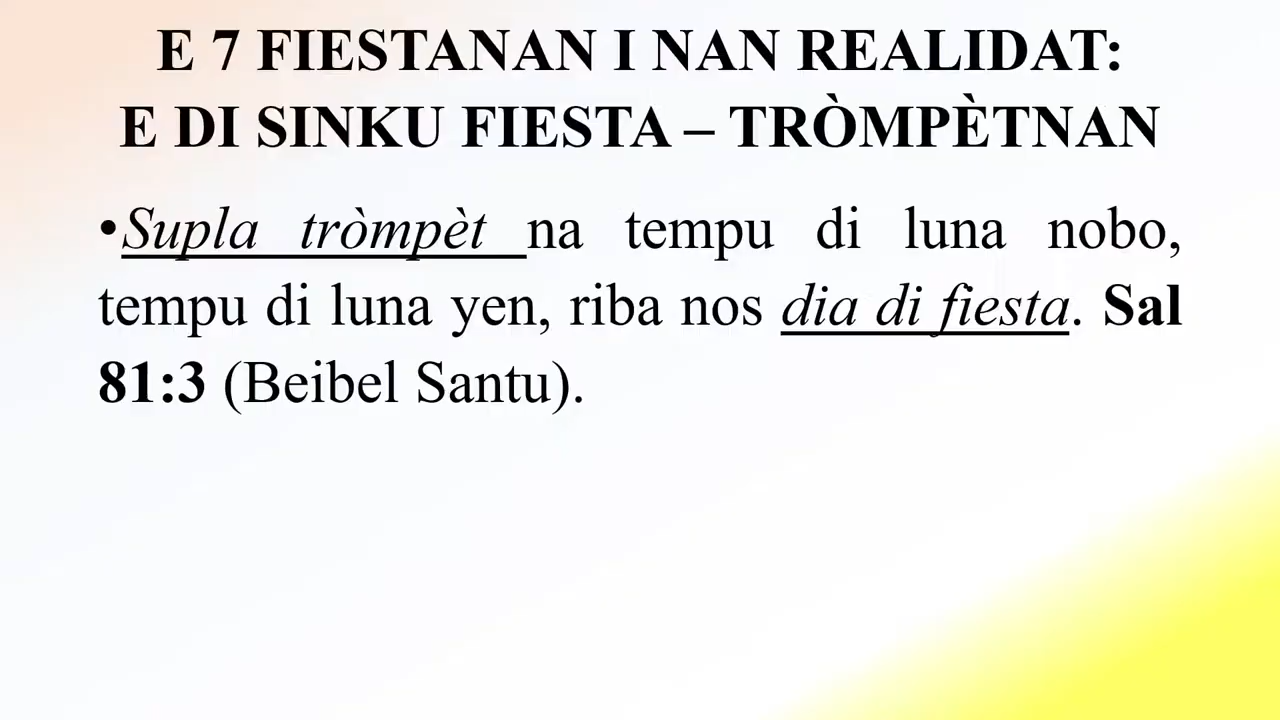 E 7 FIESTANAN I NAN REALIDAT:
E DI SINKU FIESTA – TRÒMPÈTNAN
•Supla tròmpèt na tempu di luna nobo,
tempu di luna yen, riba nos dia di fiesta. Sal
81:3 (Beibel Santu).